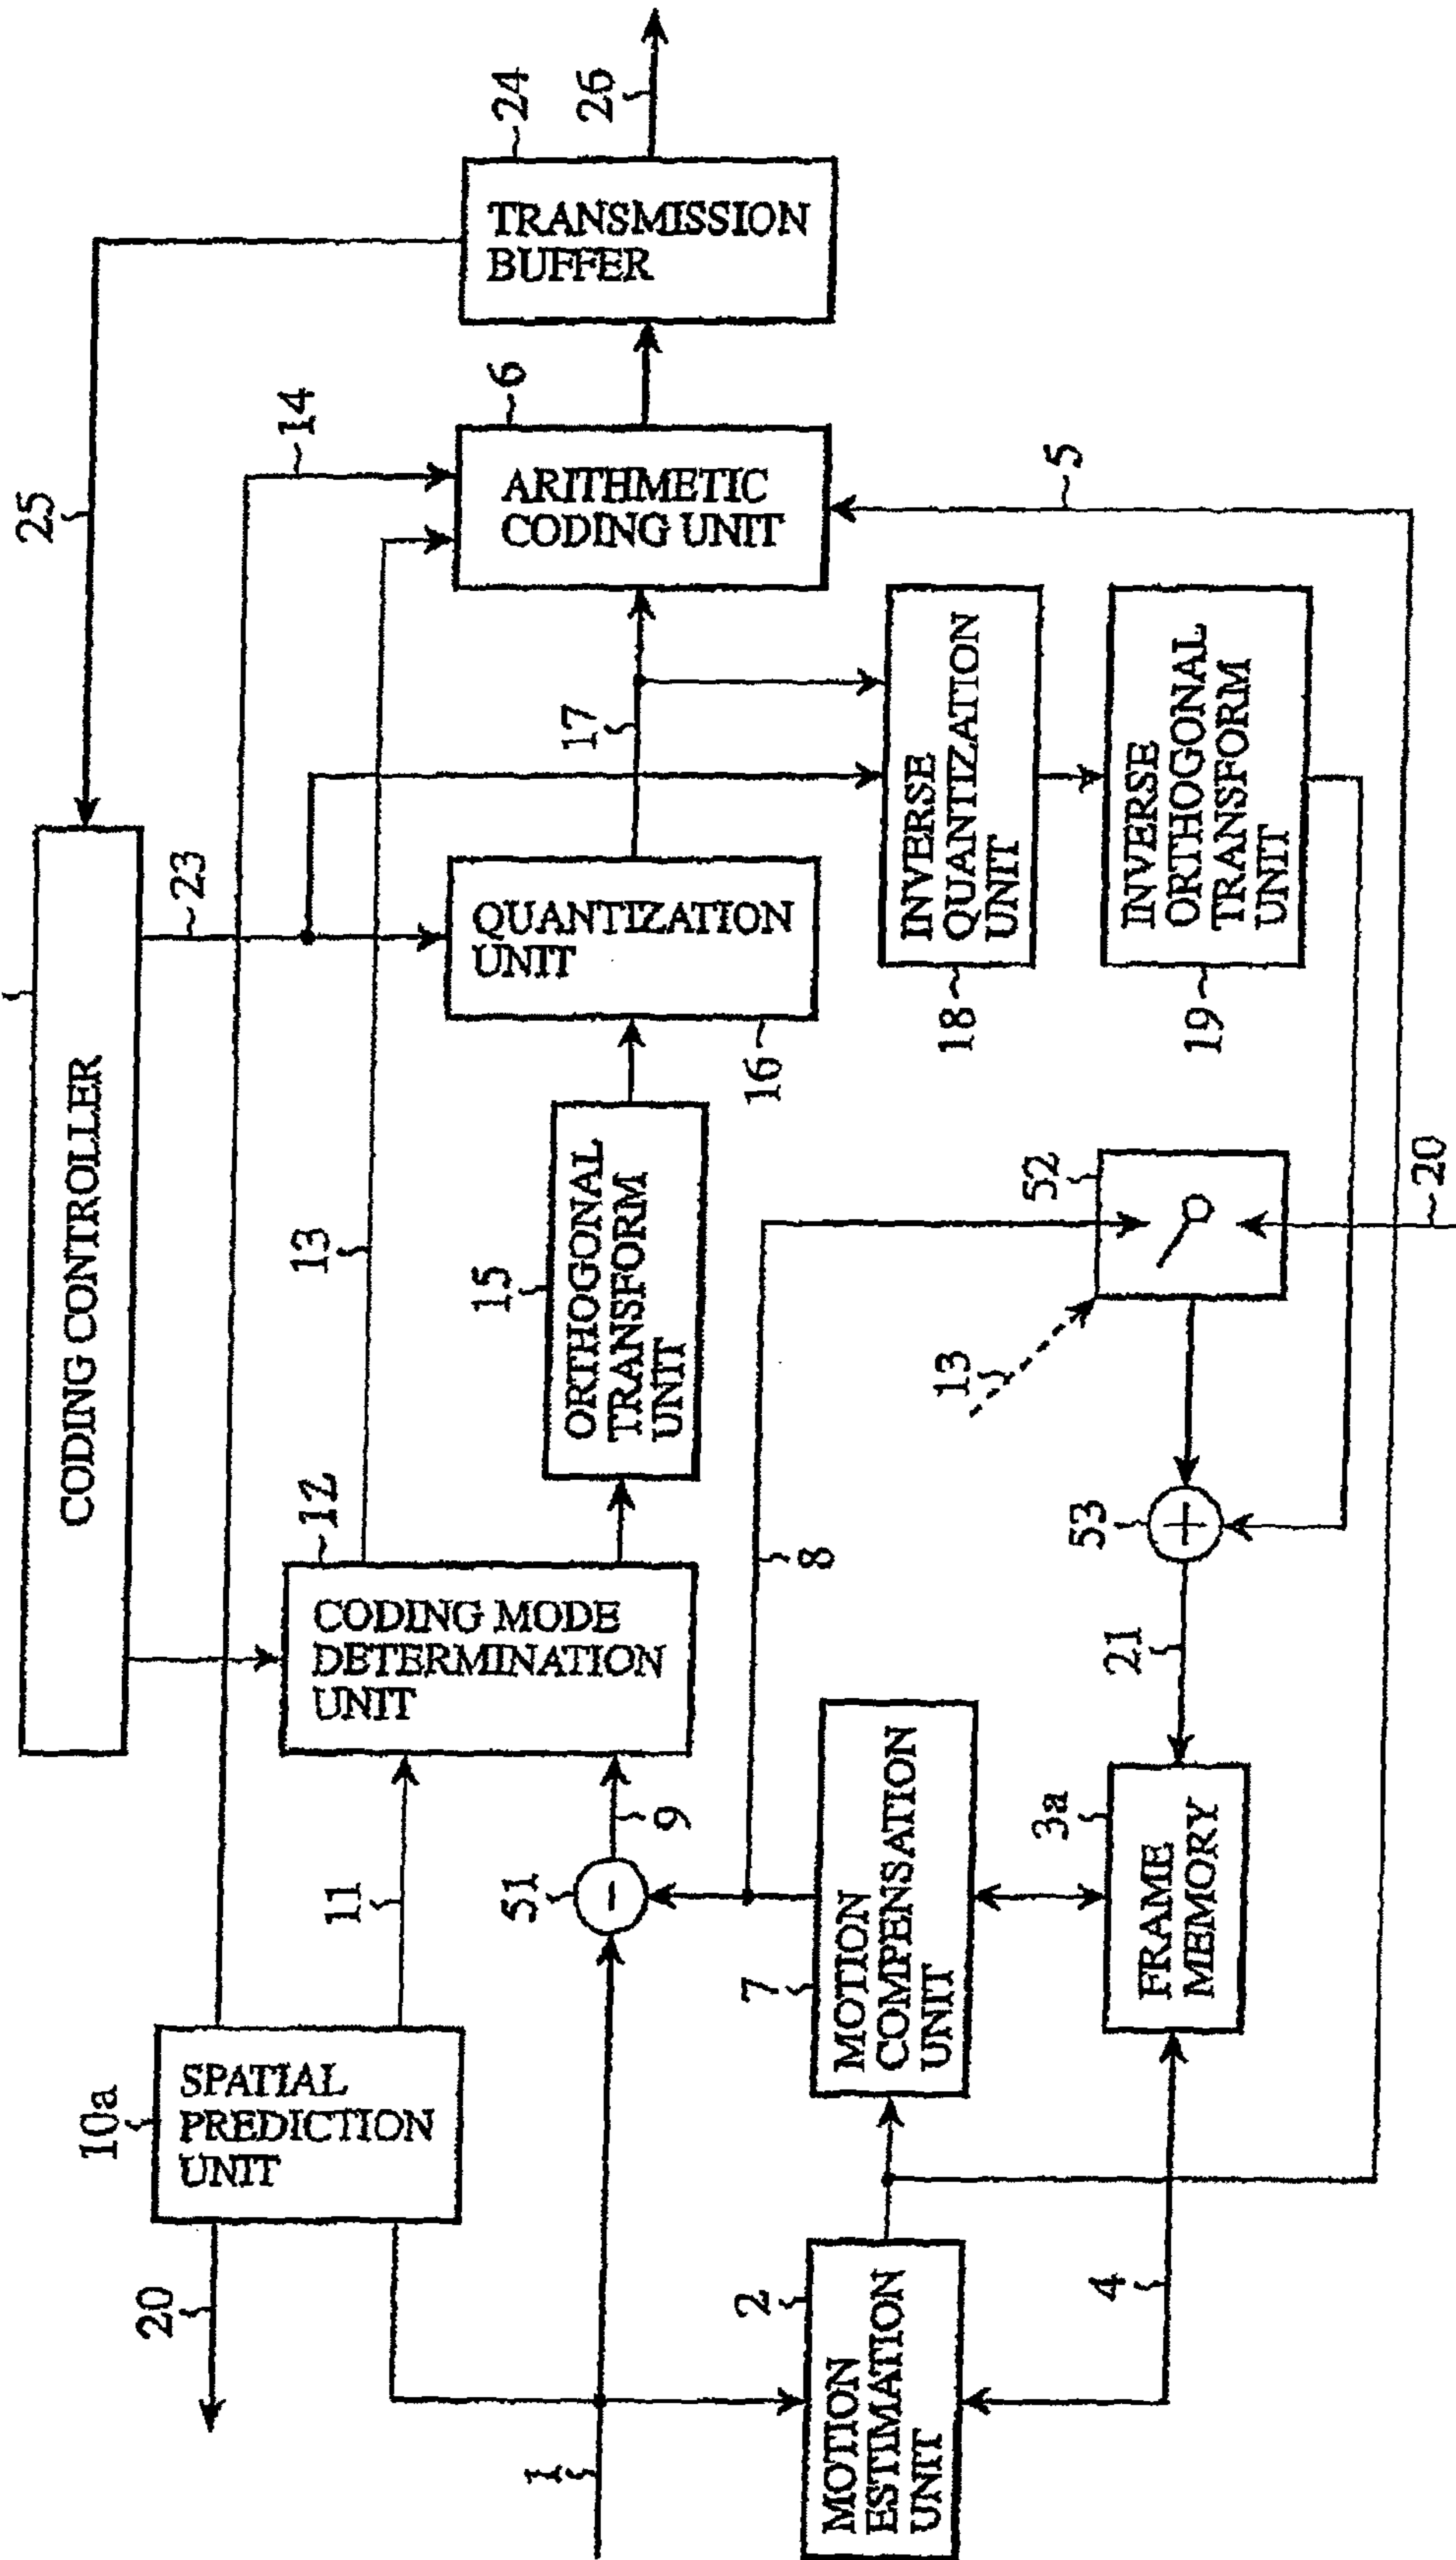 25
CODING CONTROLLER
23
14
13
10a
SPATIAL
PREDICTION
UNIT
20
11
12
CODING MODE
DETERMINATION
UNIT
15
ORTHOGONAL
TRANSFORM
UNIT
QUANTIZATION
UNIT
16
17
6
ARITHMETIC
CODING UNIT
24
TRANSMISSION
BUFFER
26
1
51
-
9
8
7
MOTION
COMPENSATION
UNIT
2
MOTION
ESTIMATION
UNIT
4
3a
FRAME
MEMORY
21
53
+
13
52
20
INVERSE
QUANTIZATION
UNIT
18
INVERSE
ORTHOGONAL
TRANSFORM
UNIT
19
5